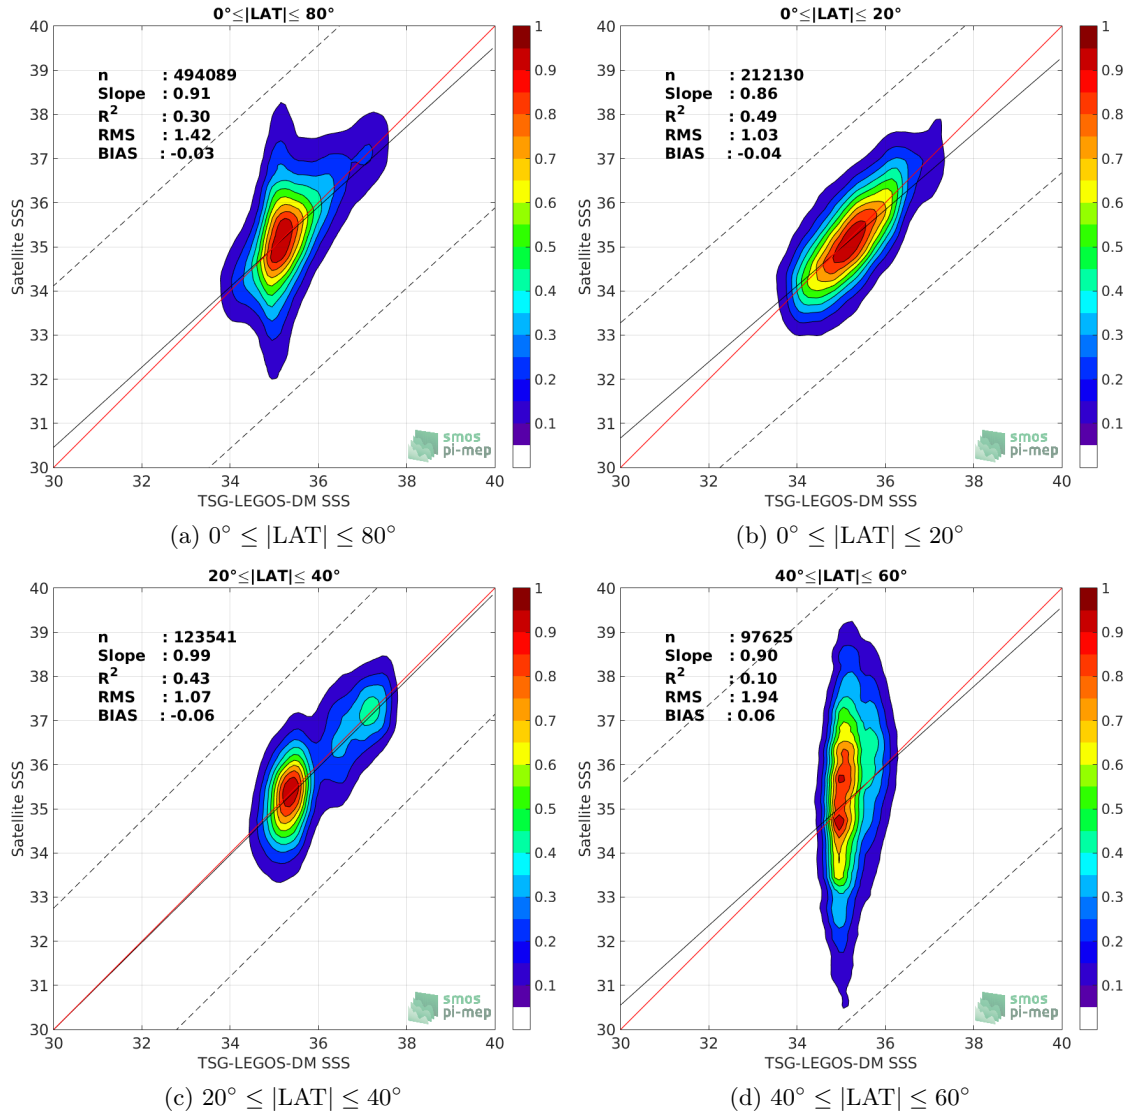 0°≤|LAT|≤ 80°
40
39
38
37
36
35
34
33
32
31
30
Satellite SSS
n : 494089
Slope : 0.91
R2 : 0.30
RMS : 1.42
BIAS : -0.03
smos
pi-mep
30 32 34 36 38 40
TSG-LEGOS-DM SSS
1
0.9
0.8
0.7
0.6
0.5
0.4
0.3
0.2
0.1
(a) 0° ≤ |LAT| ≤ 80°
0°≤|LAT|≤ 20°
40
39
38
37
36
35
34
33
32
31
30
Satellite SSS
n : 212130
Slope : 0.86
R2 : 0.49
RMS : 1.03
BIAS : -0.04
smos
pi-mep
30 32 34 36 38 40
TSG-LEGOS-DM SSS
1
0.9
0.8
0.7
0.6
0.5
0.4
0.3
0.2
0.1
(b) 0° ≤ |LAT| ≤ 20°
20°≤|LAT|≤ 40°
40
39
38
37
36
35
34
33
32
31
30
Satellite SSS
n : 123541
Slope : 0.99
R2 : 0.43
RMS : 1.07
BIAS : -0.06
smos
pi-mep
30 32 34 36 38 40
TSG-LEGOS-DM SSS
1
0.9
0.8
0.7
0.6
0.5
0.4
0.3
0.2
0.1
(c) 20° ≤ |LAT| ≤ 40°
40°≤|LAT|≤ 60°
40
39
38
37
36
35
34
33
32
31
30
Satellite SSS
n : 97625
Slope : 0.90
R2 : 0.10
RMS : 1.94
BIAS : 0.06
smos
pi-mep
30 32 34 36 38 40
TSG-LEGOS-DM SSS
1
0.9
0.8
0.7
0.6
0.5
0.4
0.3
0.2
0.1
(d) 40° ≤ |LAT| ≤ 60°